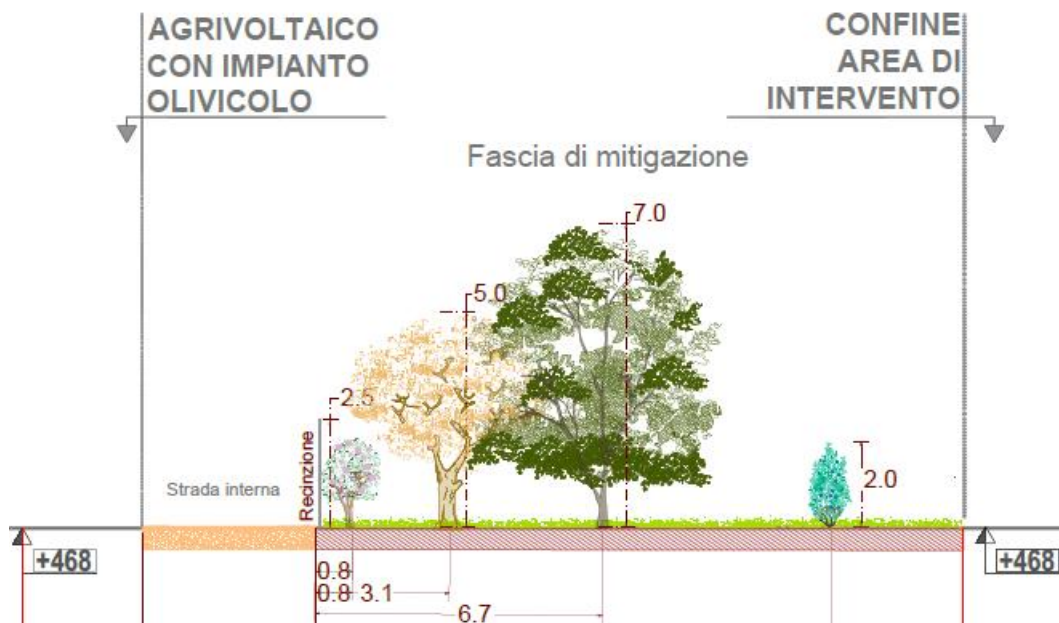 AGRIVOLTAICO
CON IMPIANTO
OLIVICOLO
CONFINE
AREA DI
INTERVENTO
Fascia di mitigazione
7.0
5.0
2.5
Recinzione
Strada interna
2.0
+468
+468
0.8
0.8
3.1
6.7